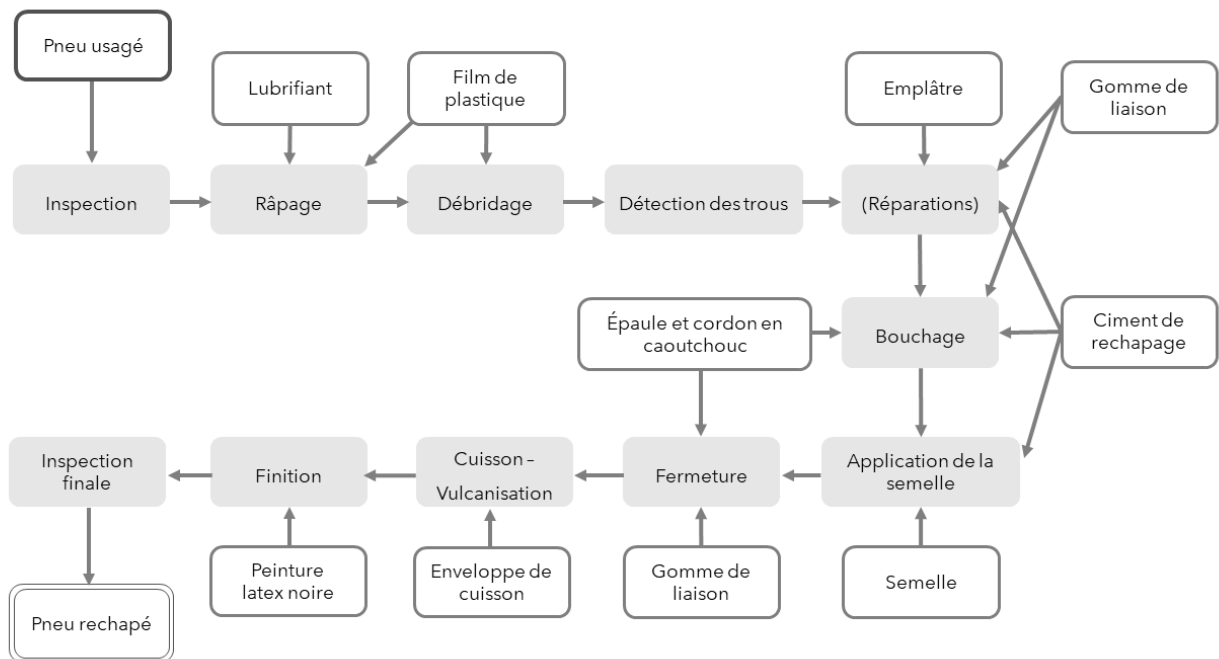 Pneu usagé
Lubrifiant
Film de
plastique
Emplâtre
Gomme de
liaison
Inspection
Râpage
Débridage
Détection des trous
(Réparations)
Épaule et cordon en
caoutchouc
Bouchage
Ciment de
rechapage
Inspection
finale
Finition
Cuisson –
Vulcanisation
Fermeture
Application de la
semelle
Peinture
latex noire
Enveloppe de
cuisson
Gomme de
liaison
Semelle
Pneu rechapé